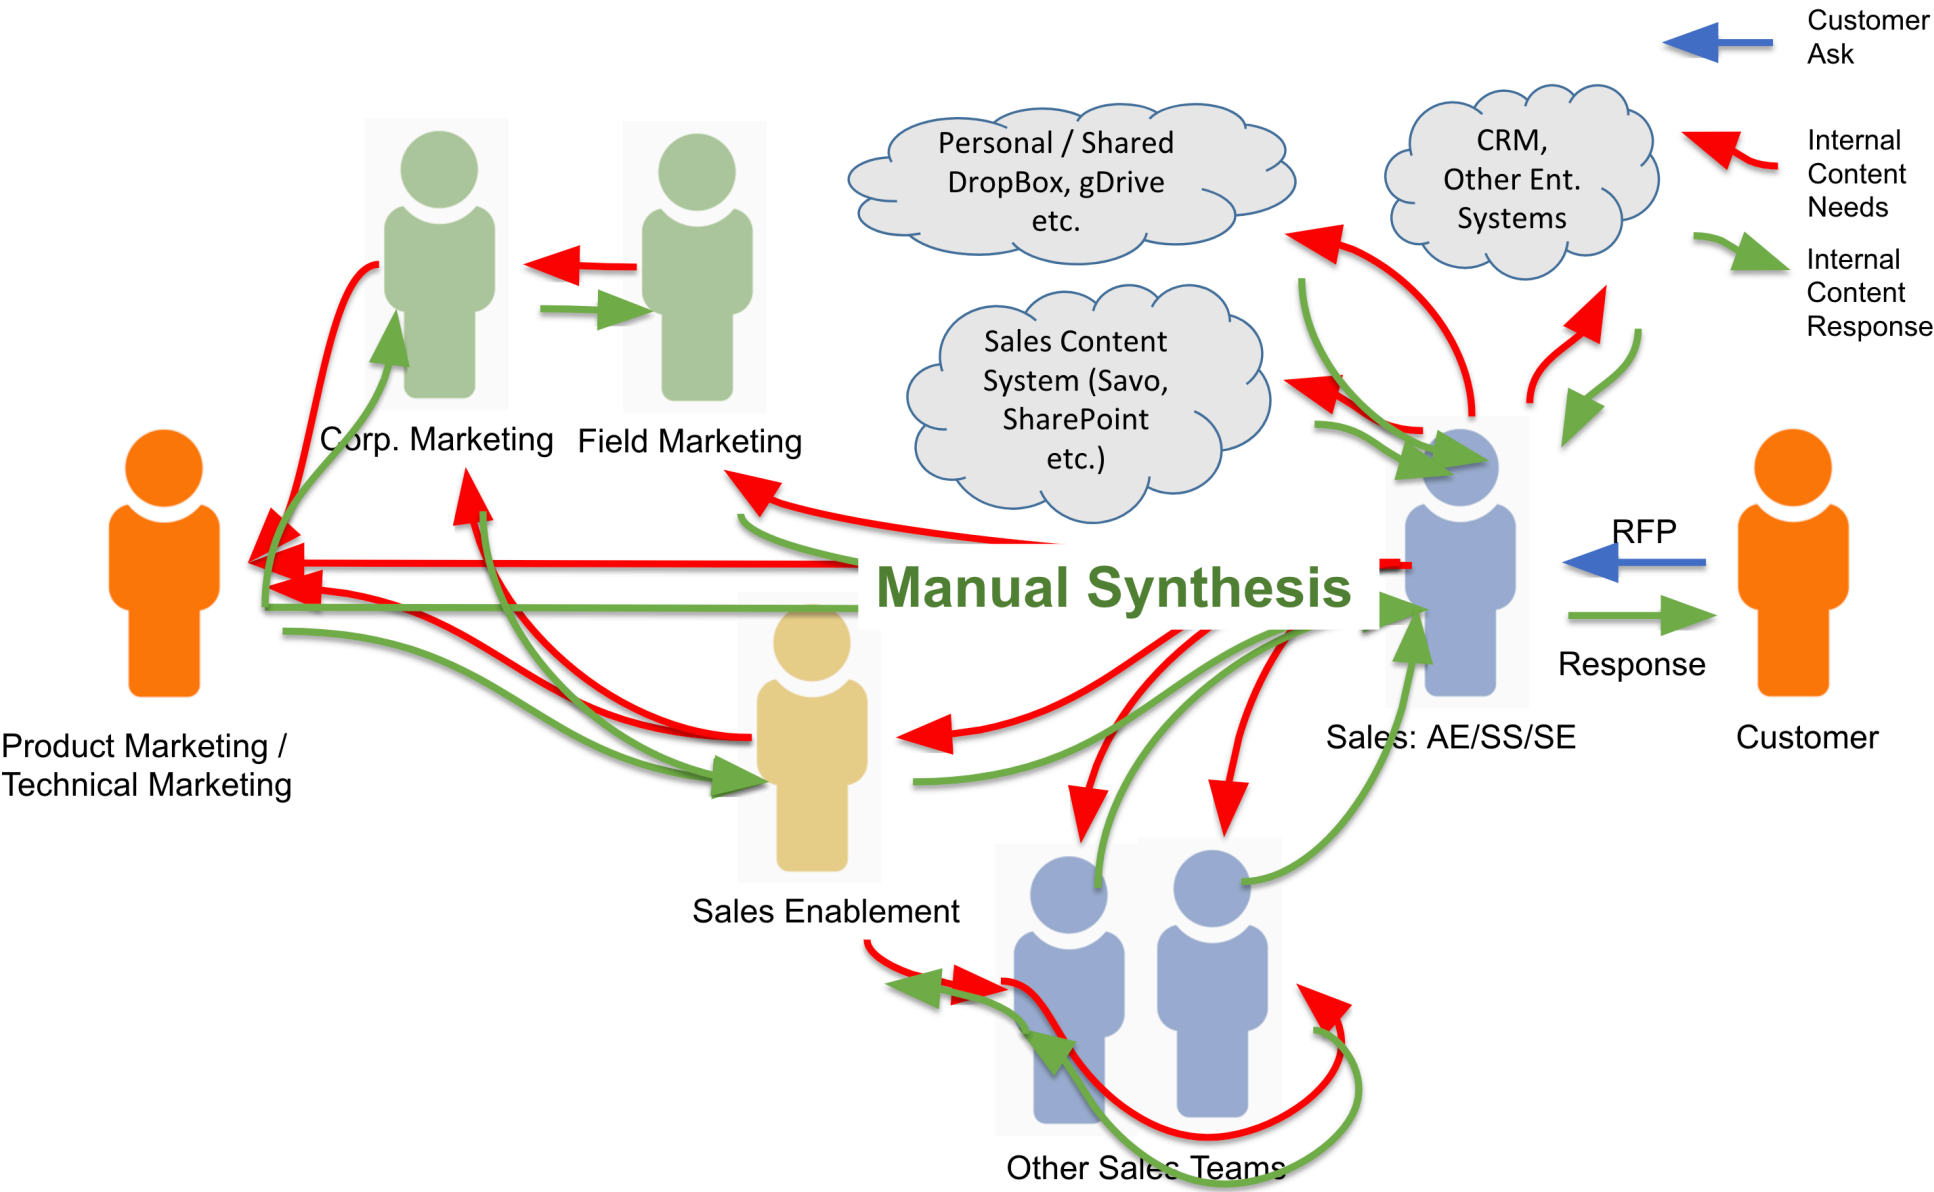 Customer
Ask
Internal
Content
Needs
Internal
Content
Response
Personal / Shared
DropBox, gDrive
etc.
CRM,
Other Ent.
Systems
Sales Content
System (Savo,
SharePoint
etc.)
Corp. Marketing
Field Marketing
RFP
Manual Synthesis
Response
Product Marketing /
Technical Marketing
Sales: AE/SS/SE
Customer
Sales Enablement
Other Sales Teams